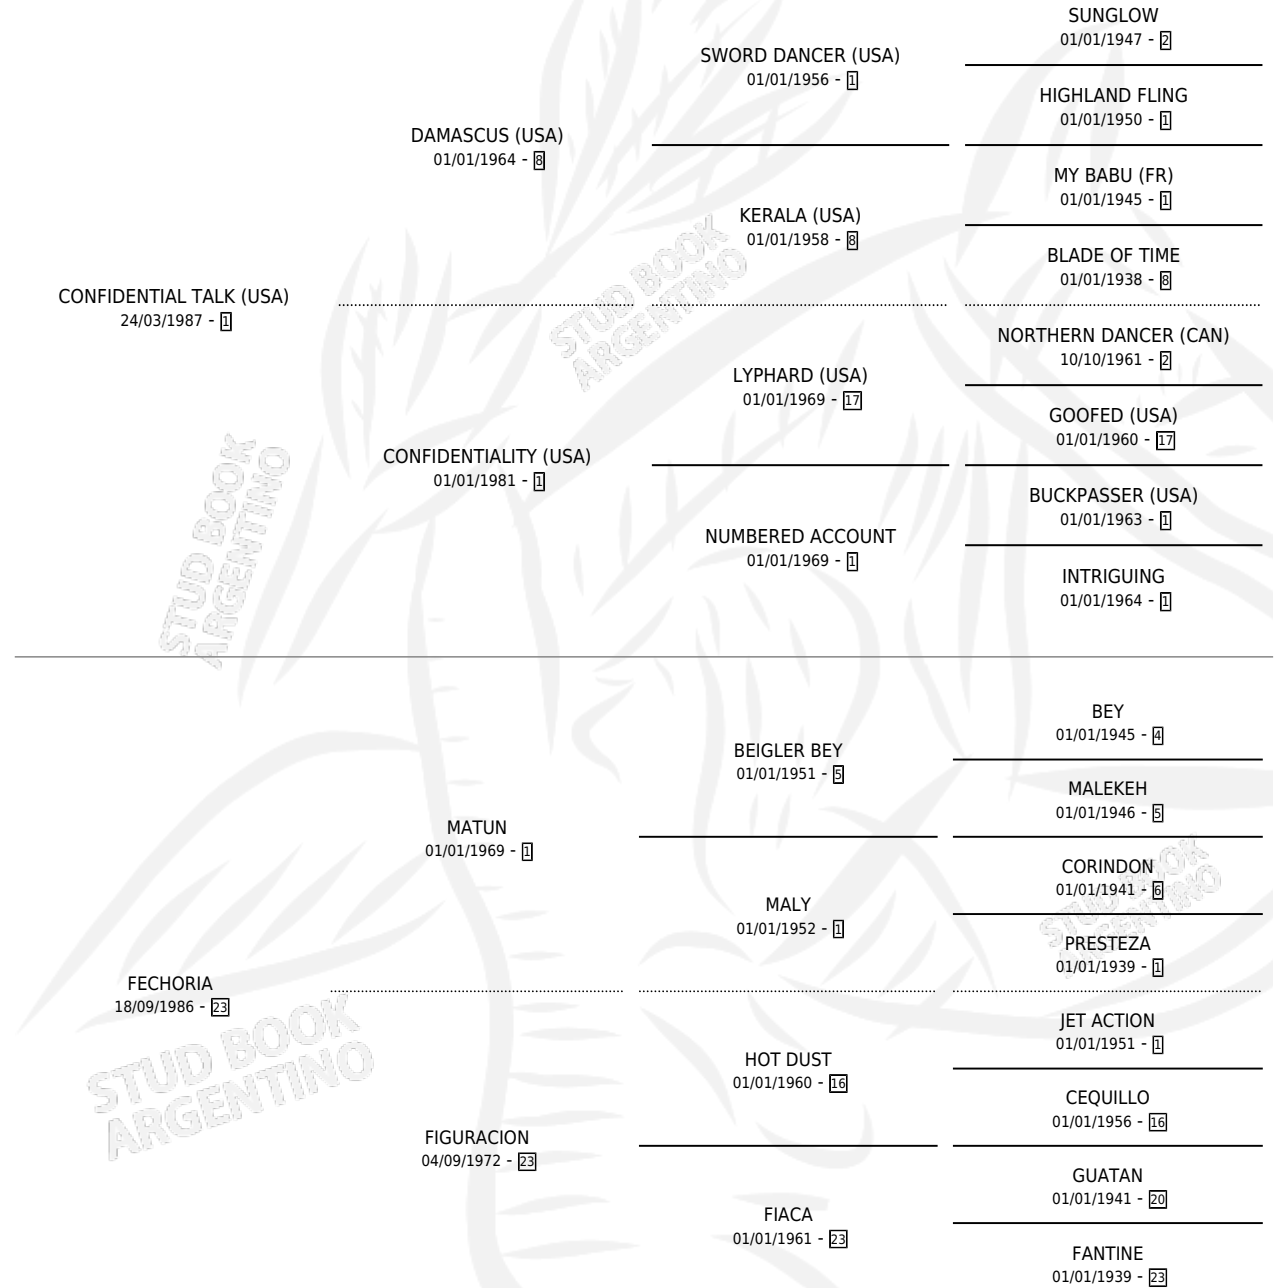 SUNGLOW
01/01/1947 - 2
SWORD DANCER (USA)
01/01/1956 - 1
HIGHLAND FLING
01/01/1950 - 1
DAMASCUS (USA)
01/01/1964 - 8
MY BABU (FR)
01/01/1945 - 1
KERALA (USA)
01/01/1958 - 8
BLADE OF TIME
01/01/1938 - 8
CONFIDENTIAL TALK (USA)
24/03/1987 - 1
NORTHERN DANCER (CAN)
10/10/1961 - 2
LYPHARD (USA)
01/01/1969 - 17
GOOFED (USA)
01/01/1960 - 17
CONFIDENTIALITY (USA)
01/01/1981 - 1
BUCKPASSER (USA)
01/01/1963 - 1
NUMBERED ACCOUNT
01/01/1969 - 1
INTRIGUING
01/01/1964 - 1
BEY
01/01/1945 - 4
BEIGLER BEY
01/01/1951 - 5
MALEKEH
01/01/1946 - 5
MATUN
01/01/1969 - 1
CORINDON
01/01/1941 - 6
MALY
01/01/1952 - 1
PRESTEZA
01/01/1939 - 1
FECHORIA
18/09/1986 - 23
JET ACTION
01/01/1951 - 1
HOT DUST
01/01/1960 - 16
CEQUILLO
01/01/1956 - 16
FIGURACION
04/09/1972 - 23
GUATAN
01/01/1941 - 20
FIACA
01/01/1961 - 23
FANTINE
01/01/1939 - 23
STUD BOOK
ARGENTINO
STUD BOOK
ARGENTINO
STUD BOOK
ARGENTINO
STUD BOOK
ARGENTINO